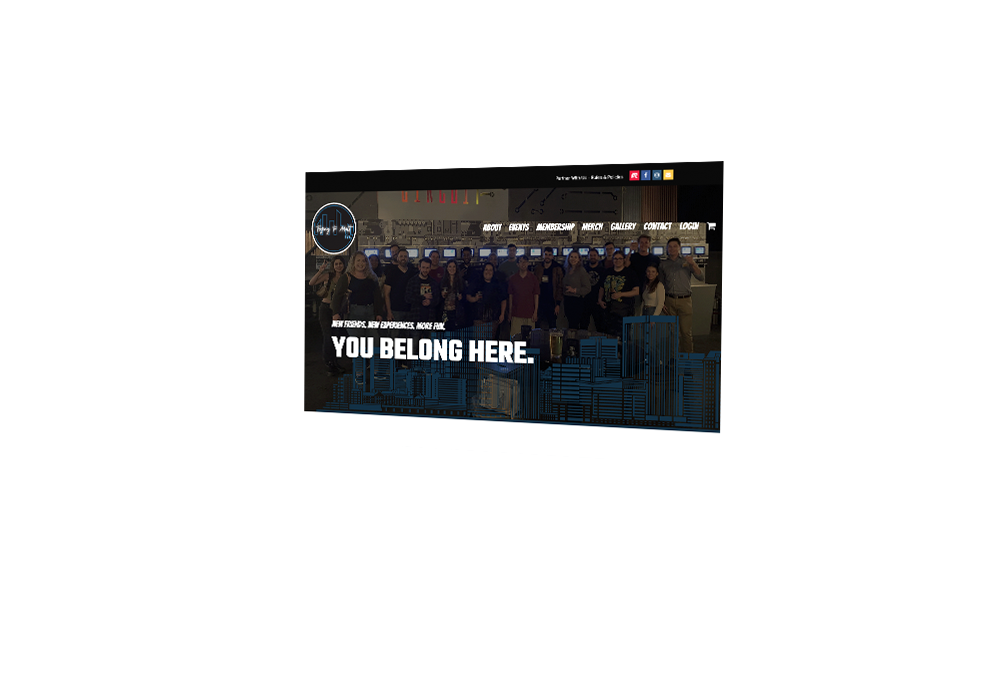 Partner With Us Rules & Policies
ABOUT EVENTS MEMBERSHIP MERCH GALLERY CONTACT LOGIN
NEW FRIENDS. NEW EXPERIENCES. MORE FUN.
YOU BELONG HERE.